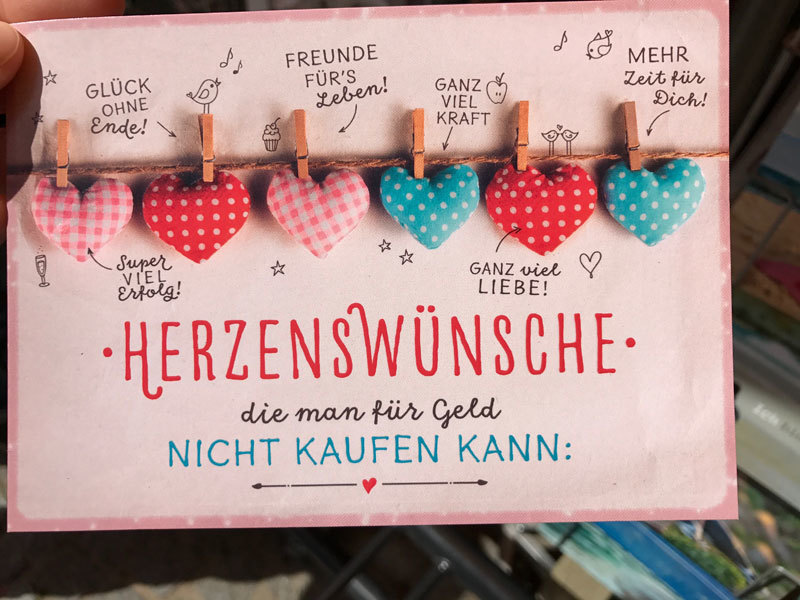 GLÜCK
OHNE
Ende!
FREUNDE
FÜR'S
Leben!
GANZ
VIEL
KRAFT
MEHR
Zeit für
Dich!
Super
VIEL
Erfolg!
GANZ viel
LIEBE!
•HERZENSWÜNSCHE•
die man für Geld
NICHT KAUFEN KANN: